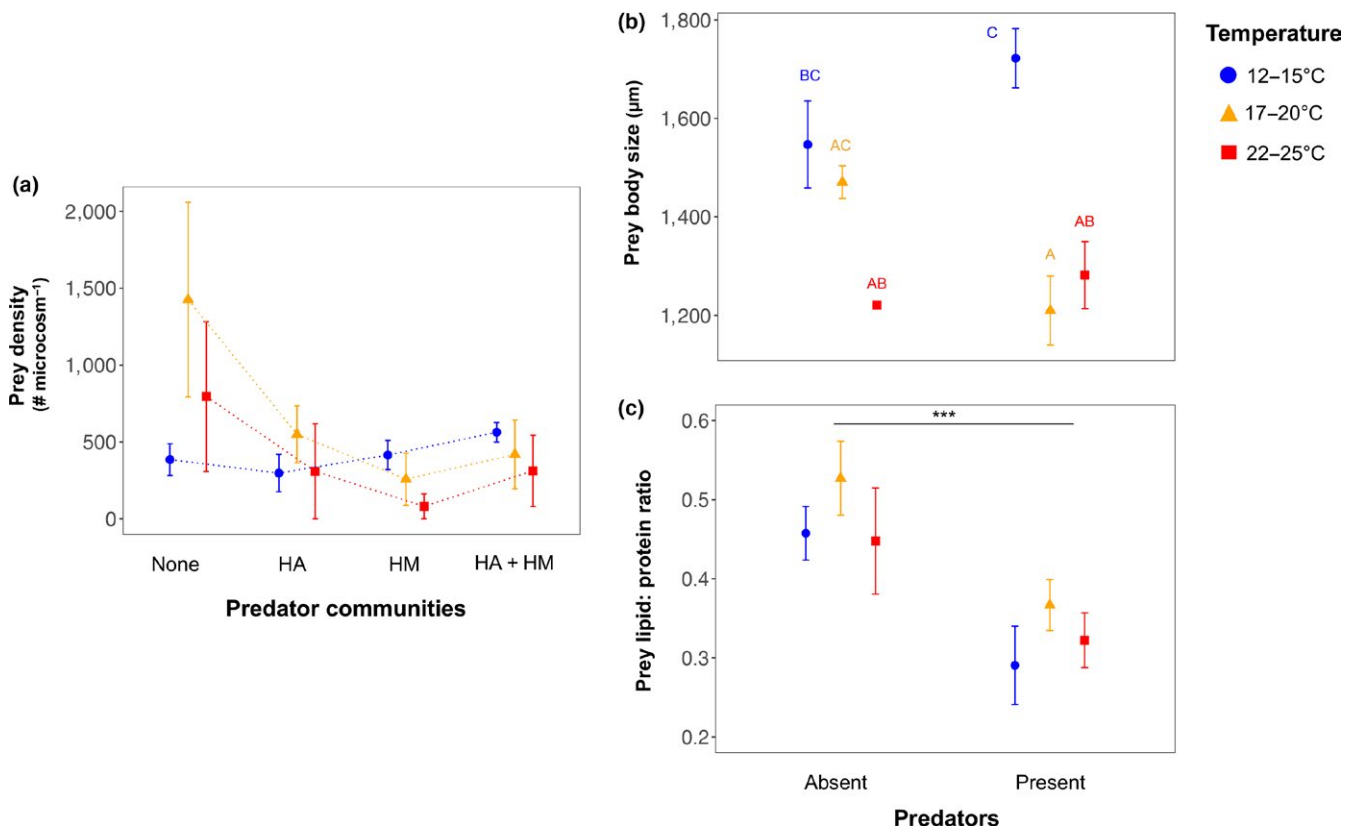 (a)
Prey density
(# microcosm⁻¹)
2,000
1,500
1,000
500
0
None HA HM HA + HM
Predator communities
(b)
Prey body size (µm)
1,800
1,600
1,400
1,200
BC
AC
AB
C
A
AB
Temperature
12–15°C
17–20°C
22–25°C
(c)
Prey lipid: protein ratio
0.6
0.5
0.4
0.3
0.2
***
Absent Present
Predators